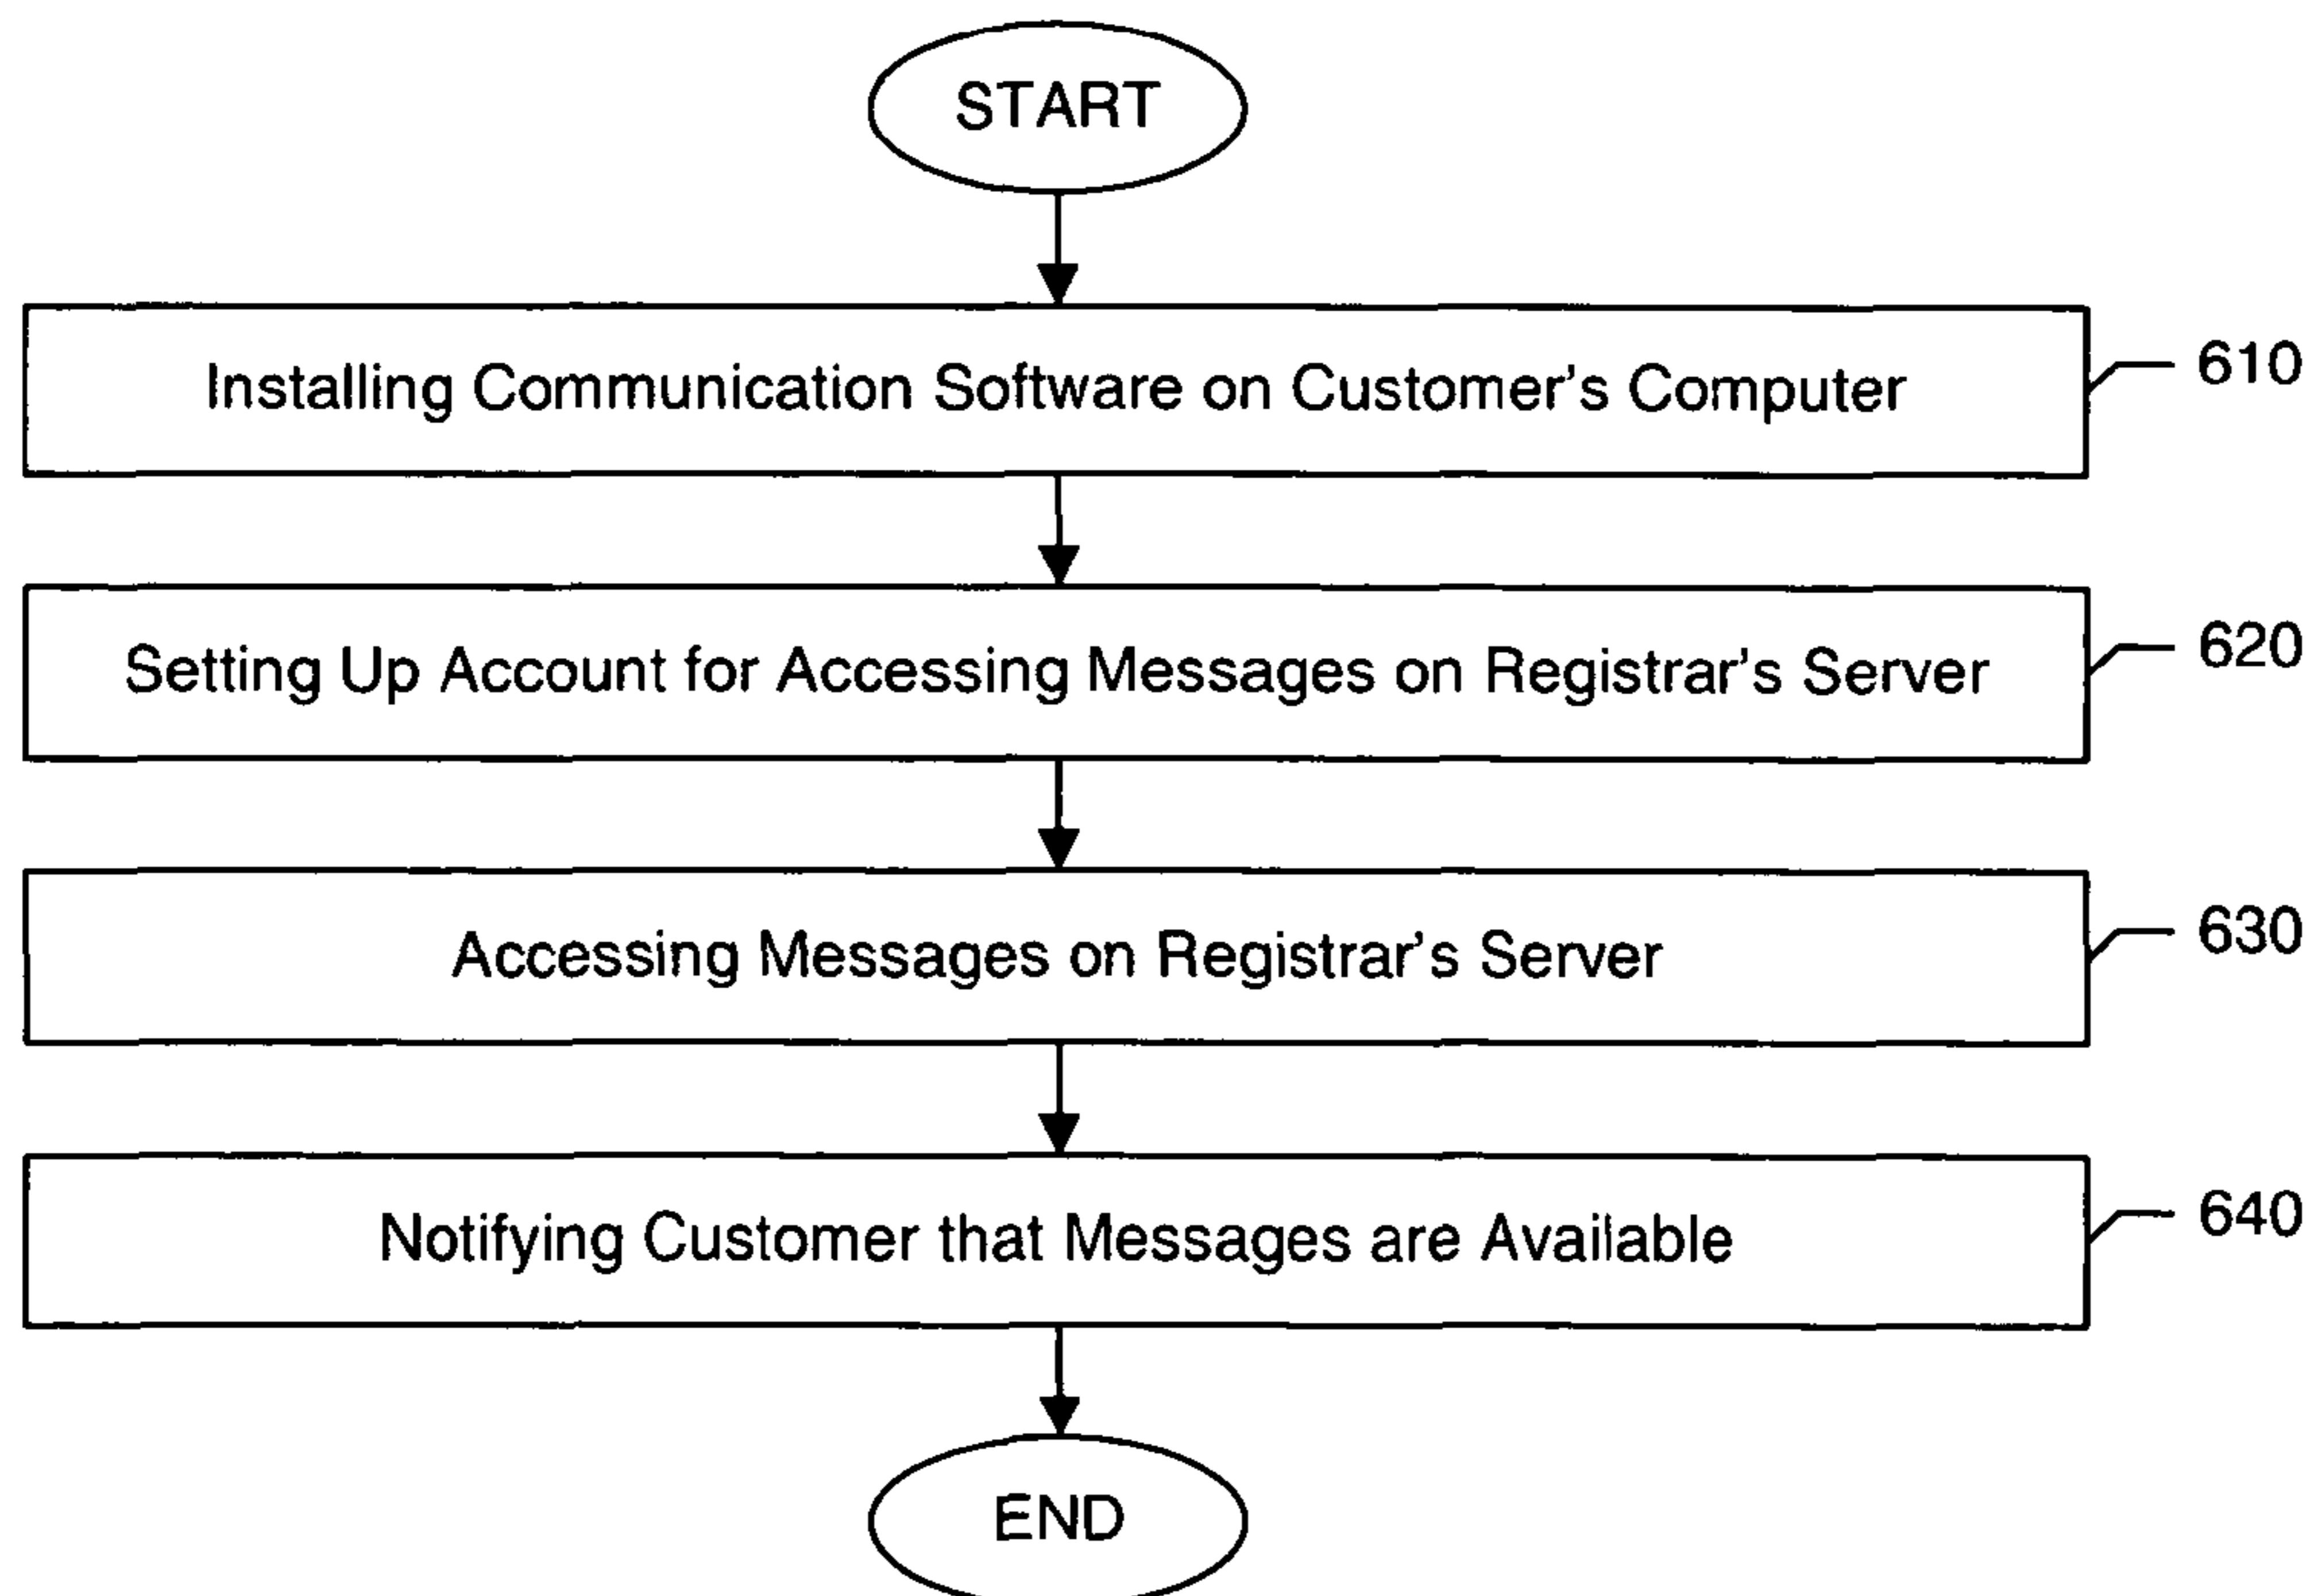 START
Installing Communication Software on Customer's Computer
610
Setting Up Account for Accessing Messages on Registrar's Server
620
Accessing Messages on Registrar's Server
630
Notifying Customer that Messages are Available
640
END